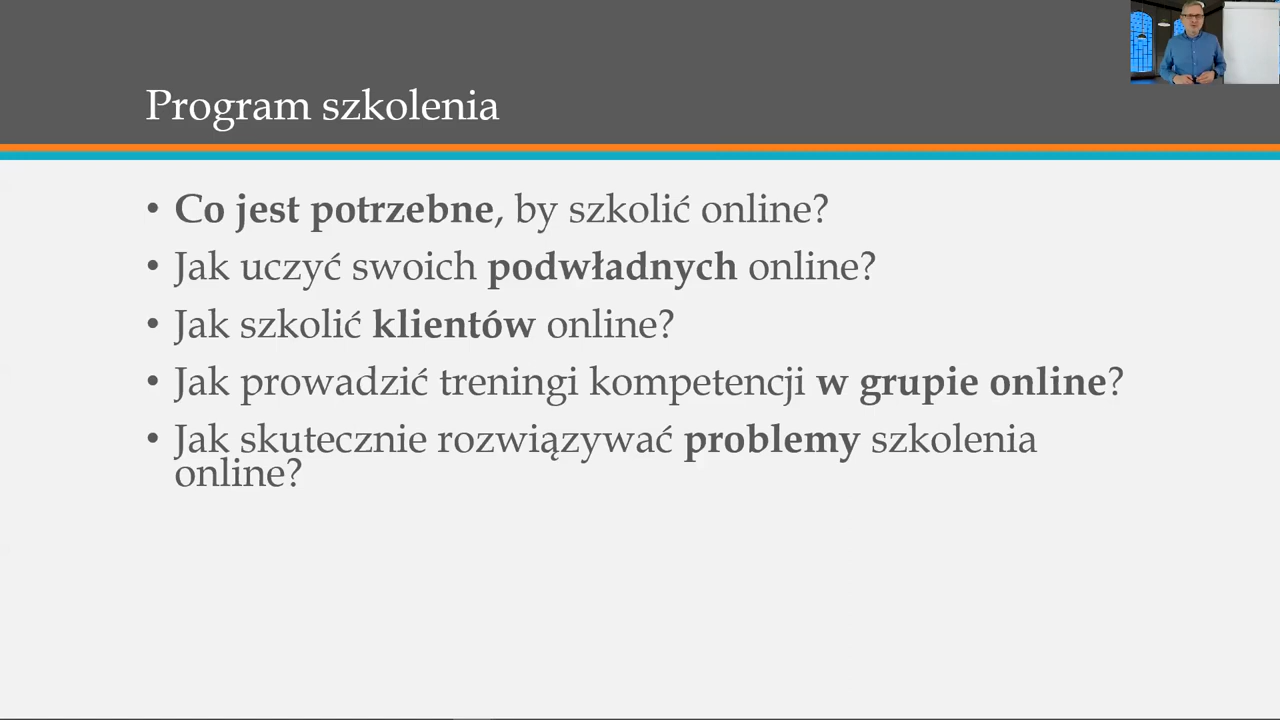 Program szkolenia
• Co jest potrzebne, by szkolić online?
• Jak uczyć swoich podwładnych online?
• Jak szkolić klientów online?
• Jak prowadzić treningi kompetencji w grupie online?
• Jak skutecznie rozwiązywać problemy szkolenia
online?